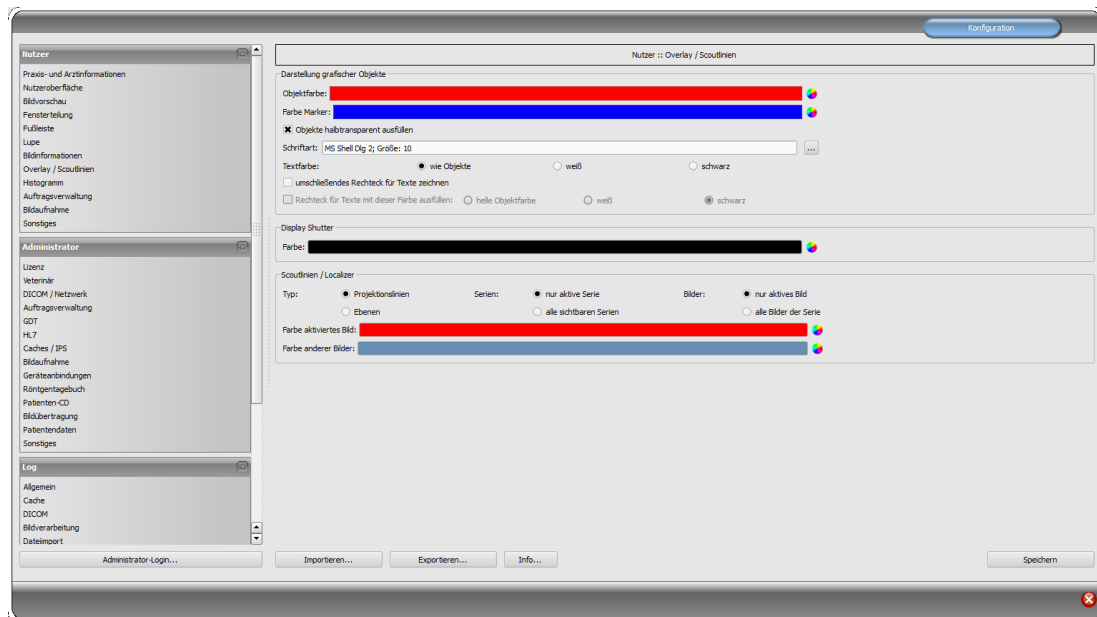 Konfiguration
Nutzer
Praxis- und Arztinformationen
Nutzeroberfläche
Bildvorschau
Fensterteilung
Fußleiste
Lupe
Bildinformationen
Overlay / Scoutlinien
Histogramm
Auftragsverwaltung
Bildaufnahme
Sonstiges
Administrator
Lizenz
Veterinär
DICOM / Netzwerk
Auftragsverwaltung
GDT
HL7
Caches / IPS
Bildaufnahme
Geräteanbindungen
Röntgentagebuch
Patienten-CD
Bildübertragung
Patientendaten
Sonstiges
Log
Allgemein
Cache
DICOM
Bildverarbeitung
Dateiimport
Administrator-Login...
Nutzer :: Overlay / Scoutlinien
Darstellung grafischer Objekte
Objektfarbe:
Farbe Marker:
Objekte halbtransparent ausfüllen
Schriftart: MS Shell Dlg 2; Größe: 10 ...
Textfarbe: wie Objekte weiß schwarz
umschließendes Rechteck für Texte zeichnen
Rechteck für Texte mit dieser Farbe ausfüllen: helle Objektfarbe weiß schwarz
Display Shutter
Farbe:
Scoutlinien / Localizer
Typ: Projektionslinien Serien: nur aktive Serie Bilder: nur aktives Bild
Ebenen alle sichtbaren Serien alle Bilder der Serie
Farbe aktiviertes Bild:
Farbe anderer Bilder:
Importieren... Exportieren... Info... Speichern